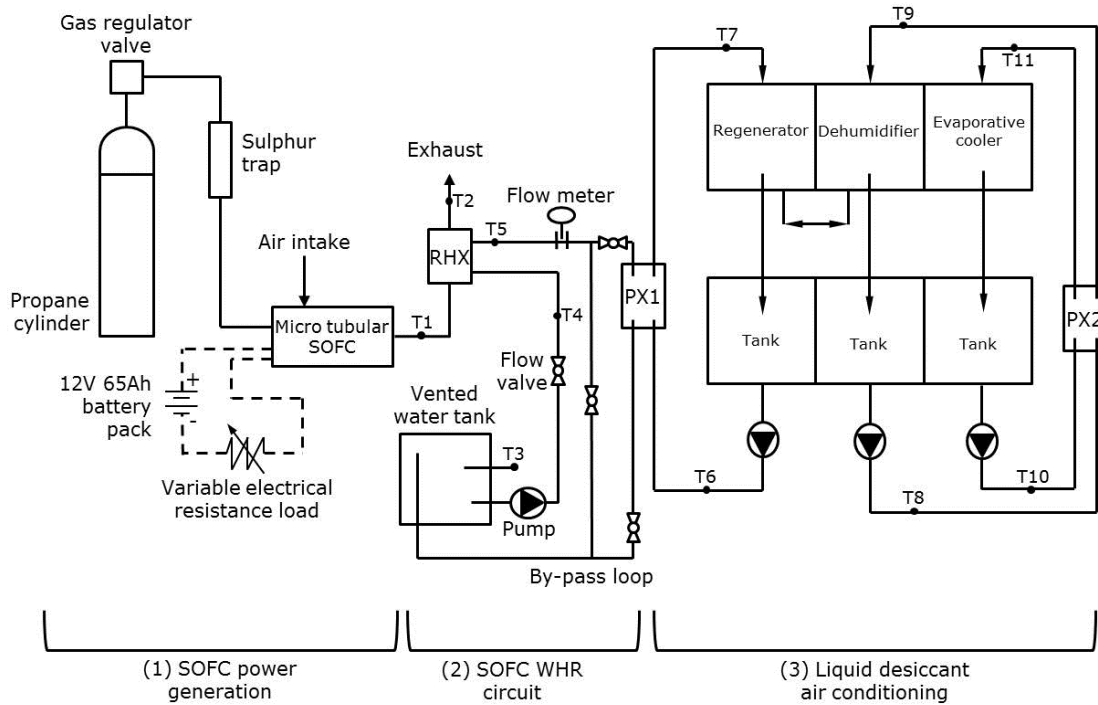 Gas regulator
valve
Sulphur
trap
Propane
cylinder
Air intake
Micro tubular
SOFC
T1
12V 65Ah
battery
pack
+
-
Variable electrical
resistance load
Exhaust
T2
RHX
T5
Flow meter
T4
Flow
valve
Vented
water tank
T3
Pump
By-pass loop
PX1
T7
T9
T11
Regenerator
Dehumidifier
Evaporative
cooler
Tank
Tank
Tank
PX2
T6
T8
T10
(1) SOFC power
generation
(2) SOFC WHR
circuit
(3) Liquid desiccant
air conditioning